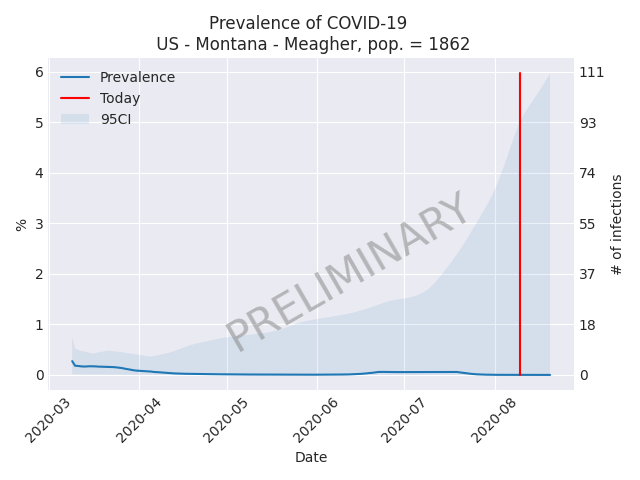 Prevalence of COVID-19
US - Montana - Meagher, pop. = 1862
6
5
4
3
2
1
0
%
Prevalence
Today
95CI
PRELIMINARY
111
93
74
55
37
18
0
# of infections
2020-03
2020-04
2020-05
2020-06
2020-07
2020-08
Date